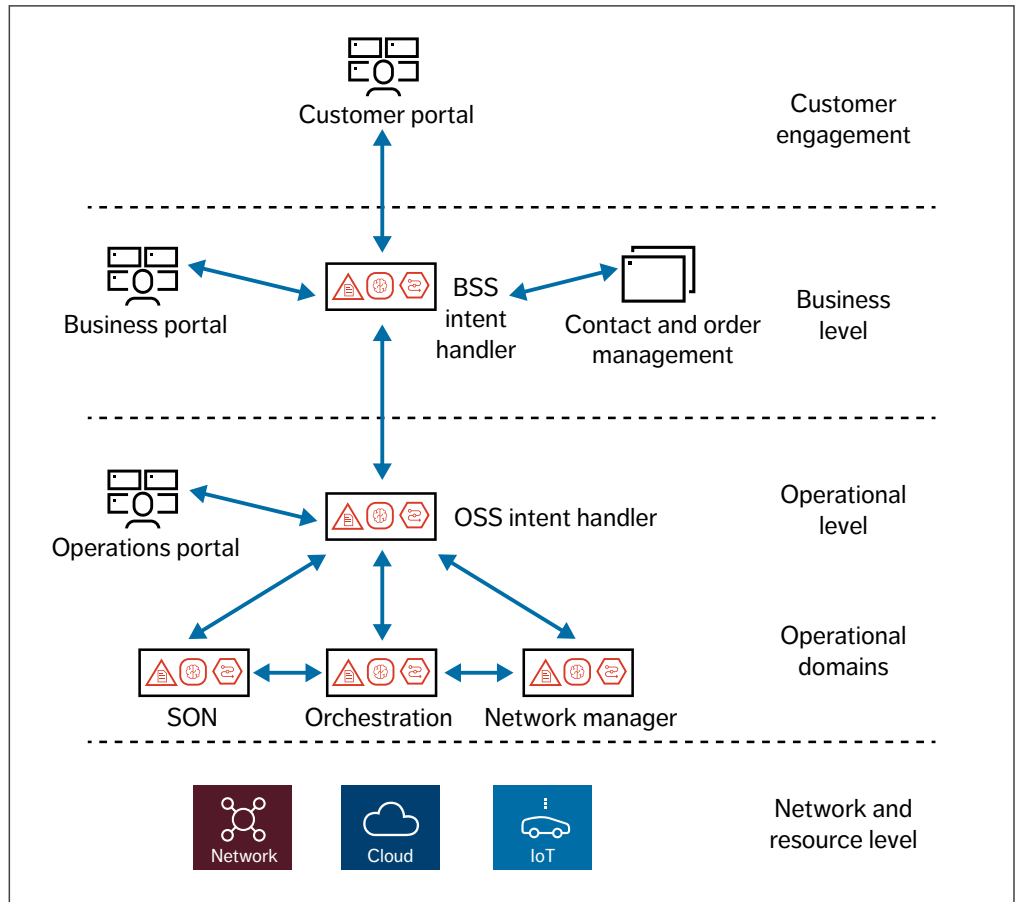 Customer portal
Customer
engagement
Business portal
BSS
intent
handler
Contact and order
management
Business
level
Operations portal
OSS intent handler
Operational
level
SON
Orchestration
Network manager
Operational
domains
Network
Cloud
IoT
Network and
resource level